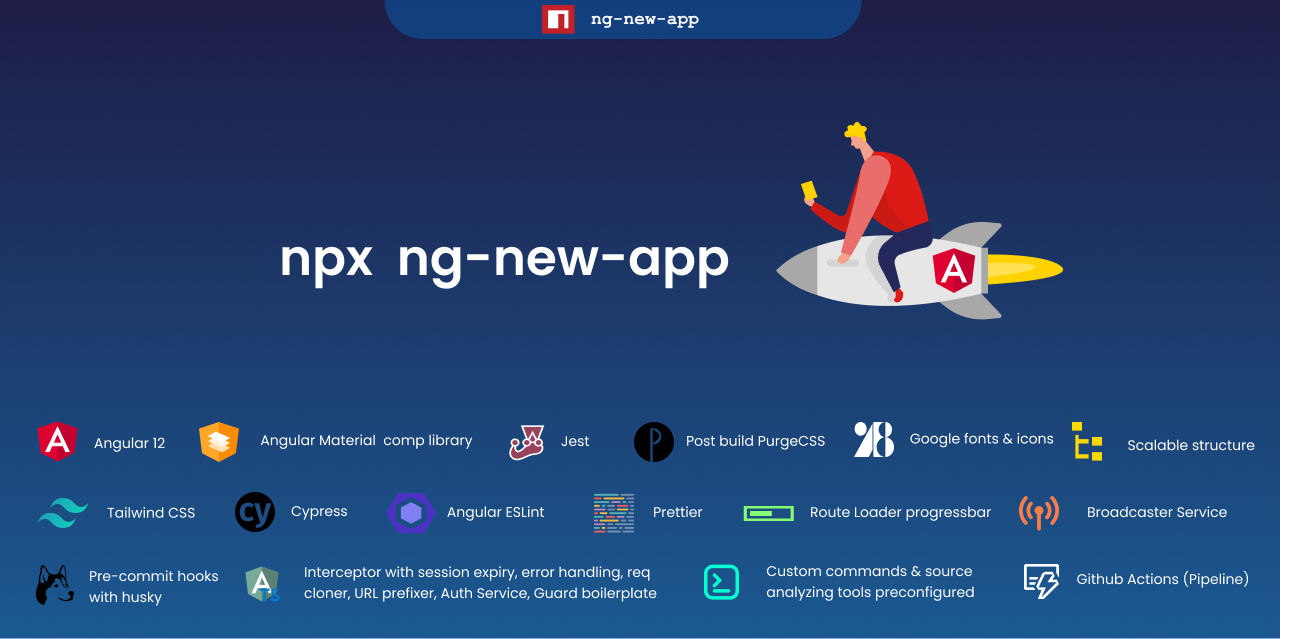 ng-new-app
npx ng-new-app
Angular 12
Angular Material comp library
Jest
Post build PurgeCSS
Google fonts & icons
Scalable structure
Tailwind CSS
cy
Cypress
Angular ESLint
Prettier
Route Loader progressbar
Broadcaster Service
Pre-commit hooks
with husky
A
TS
Interceptor with session expiry, error handling, req
cloner, URL prefixer, Auth Service, Guard boilerplate
Custom commands & source
analyzing tools preconfigured
Github Actions (Pipeline)